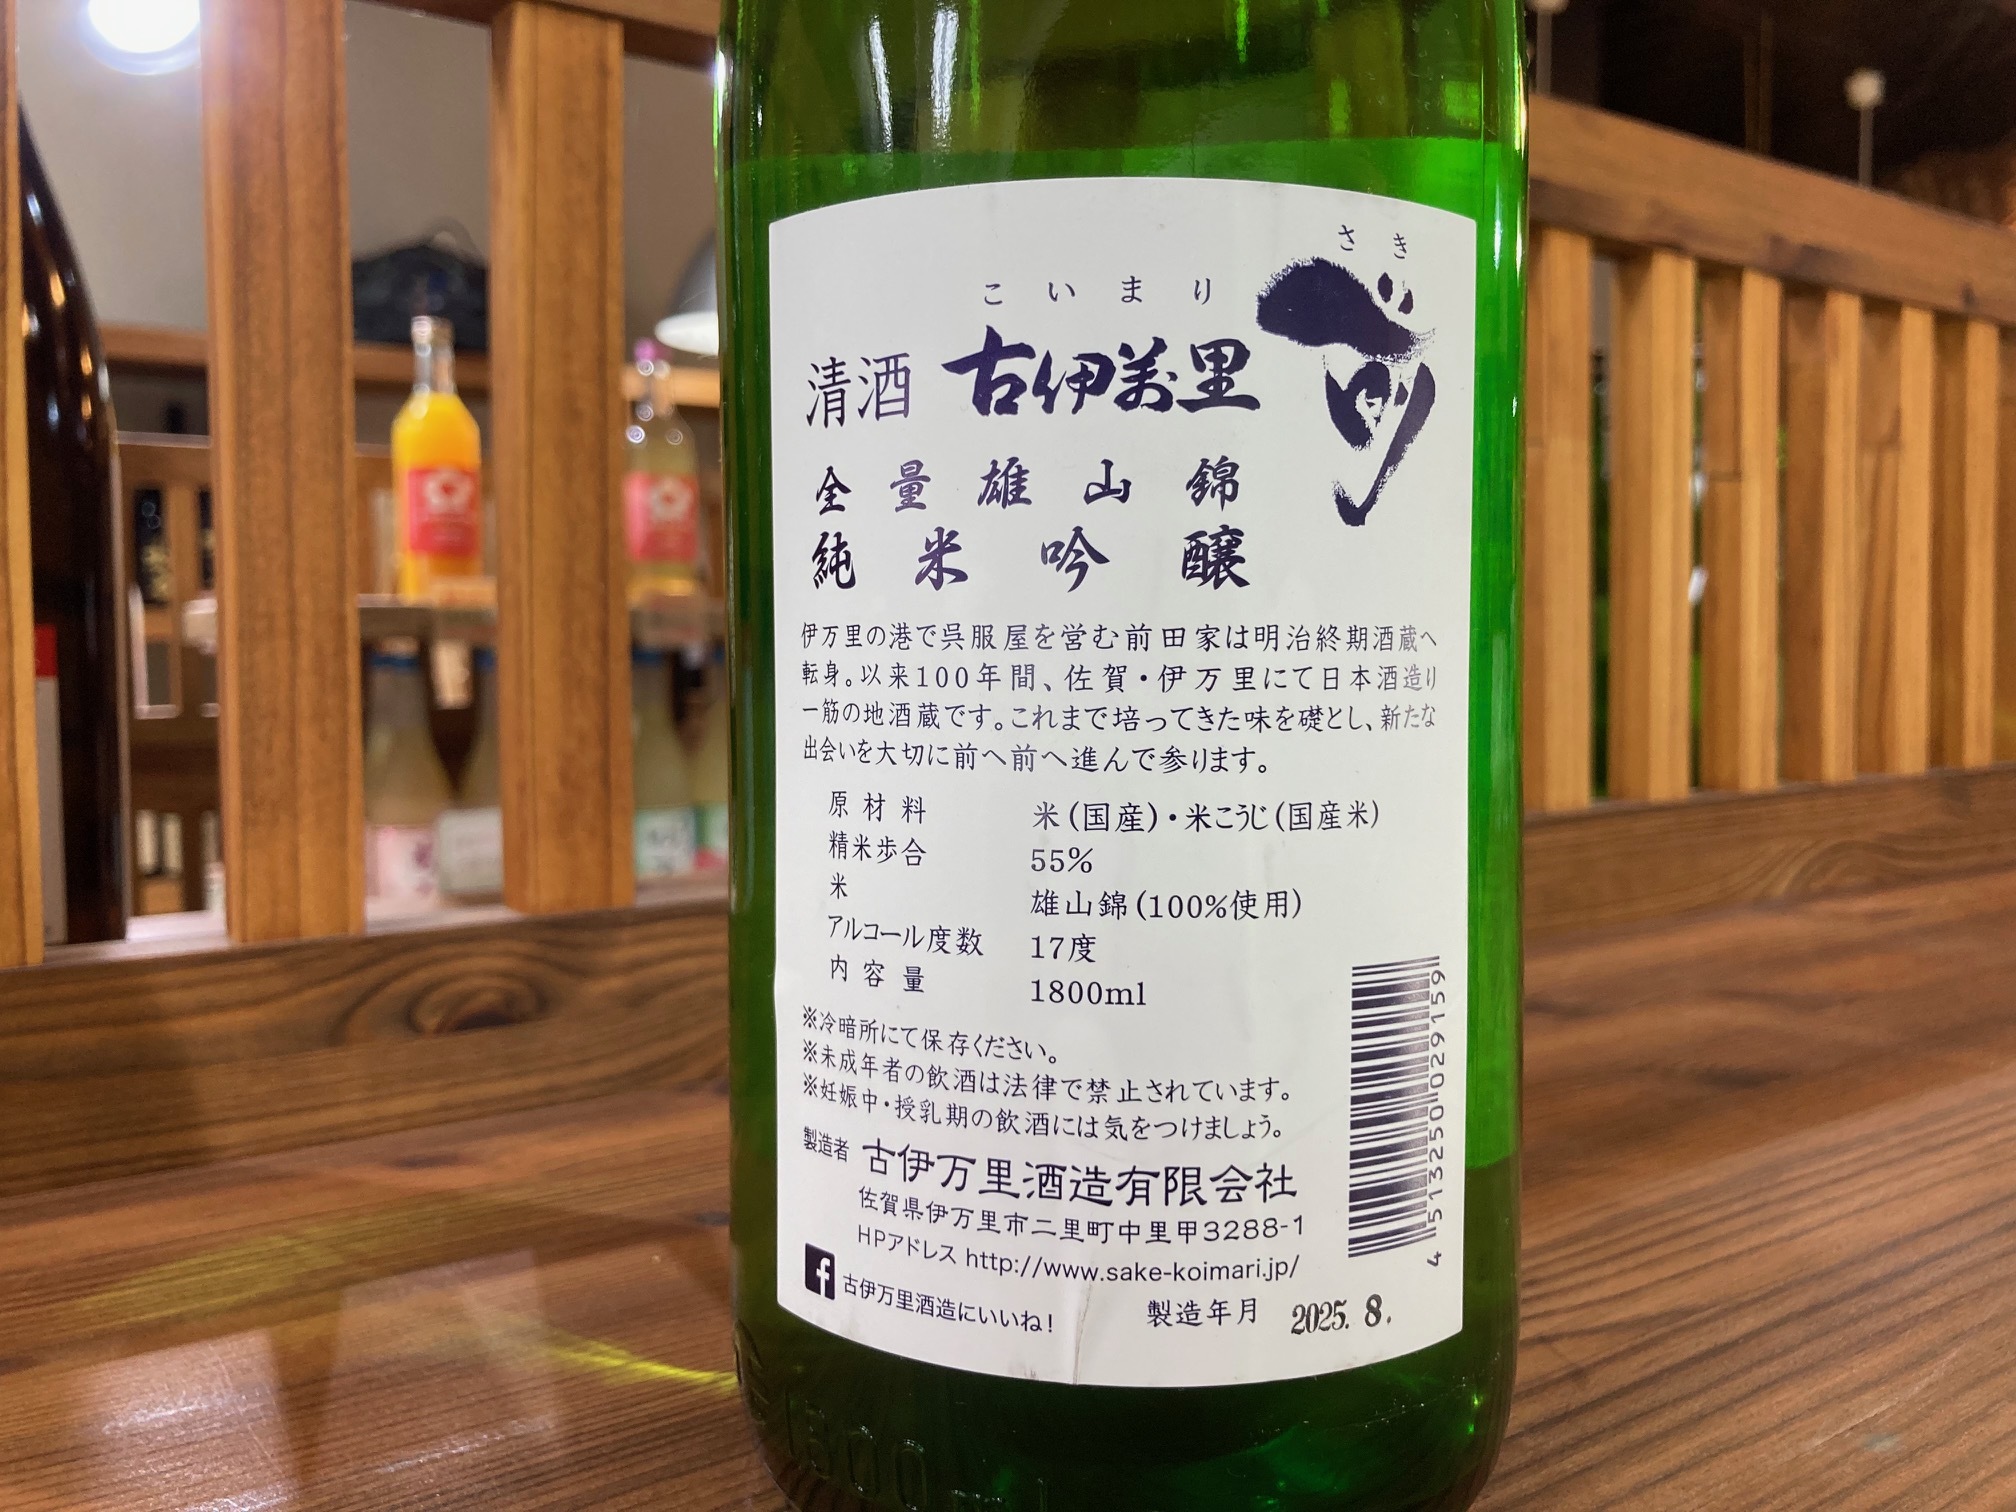 さき
こいまり
清酒 古伊万里 前
全量雄山錦
純米吟醸
伊万里の港で呉服屋を営む前田家は明治終期酒蔵へ
転身。以来100年間、佐賀・伊万里にて日本酒造り
一筋の地酒蔵です。これまで培ってきた味を礎とし、新たな
出会いを大切に前へ前へ進んで参ります。
原材料 米(国産)・米こうじ(国産米)
精米歩合 55%
米 雄山錦(100%使用)
アルコール度数 17度
内容量 1800ml
※冷暗所にて保存ください。
※未成年者の飲酒は法律で禁止されています。
※妊娠中・授乳期の飲酒には気をつけましょう。
製造者 古伊万里酒造有限会社
佐賀県伊万里市二里町中里甲3288-1
HPアドレス http://www.sake-koimari.jp/
f 古伊万里酒造にいいね!
製造年月 2025. 8.
4 513250 029159
1800